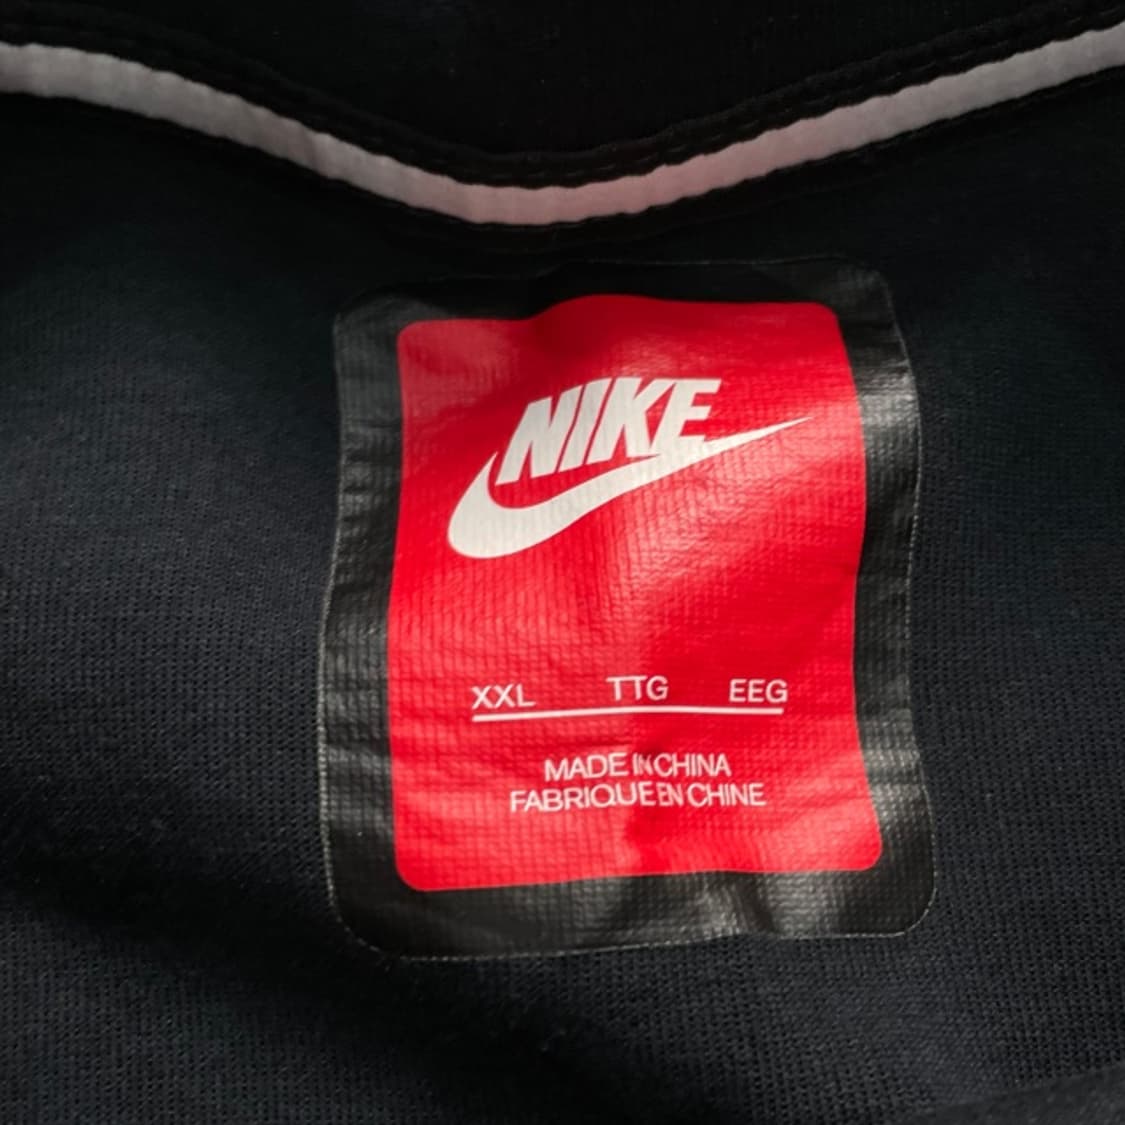 NIKE
XXL TTG EEG
MADE IN CHINA
FABRIQUE EN CHINE